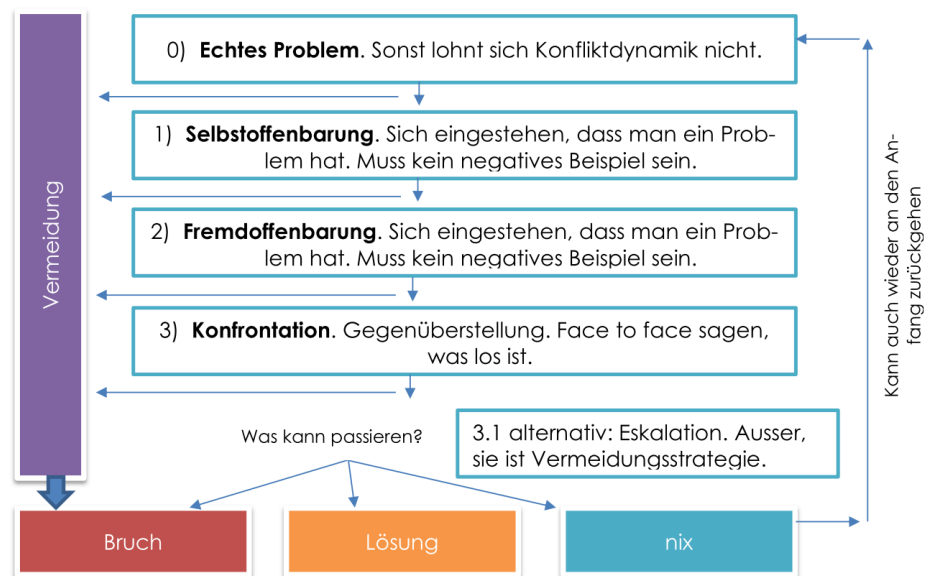 Vermeidung
0) Echtes Problem. Sonst lohnt sich Konfliktdynamik nicht.
1) Selbstoffenbarung. Sich eingestehen, dass man ein Prob-
lem hat. Muss kein negatives Beispiel sein.
2) Fremdoffenbarung. Sich eingestehen, dass man ein Prob-
lem hat. Muss kein negatives Beispiel sein.
3) Konfrontation. Gegenüberstellung. Face to face sagen,
was los ist.
Was kann passieren?
3.1 alternativ: Eskalation. Ausser,
sie ist Vermeidungsstrategie.
Bruch
Lösung
nix
Kann auch wieder an den An-
fang zurückgehen